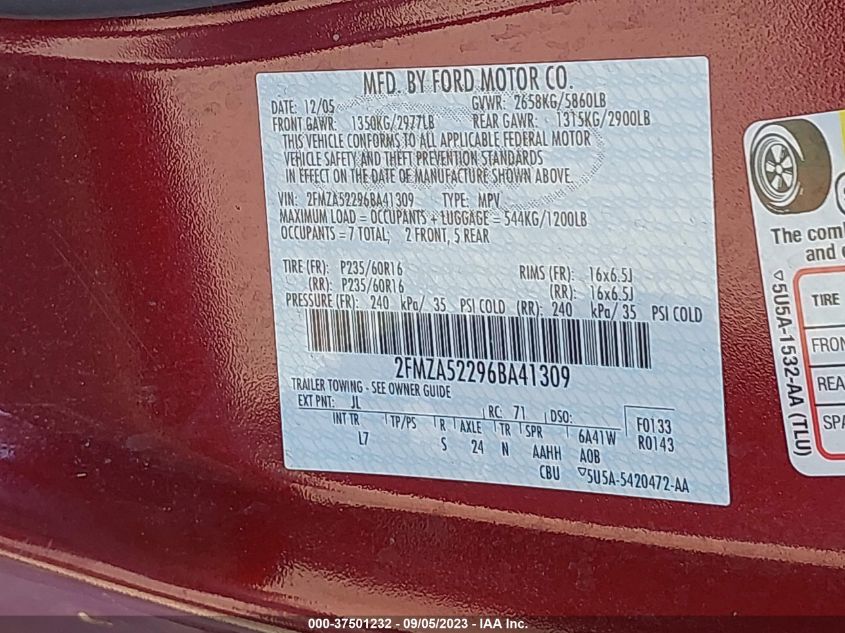 MFD. BY FORD MOTOR CO.
DATE: 12/05 GVWR: 2658KG/5860LB
FRONT GAWR: 1350KG/2977LB REAR GAWR: 1315KG/2900LB
THIS VEHICLE CONFORMS TO ALL APPLICABLE FEDERAL MOTOR
VEHICLE SAFETY AND THEFT PREVENTION STANDARDS
IN EFFECT ON THE DATE OF MANUFACTURE SHOWN ABOVE.
VIN: 2FMZA52296BA41309 TYPE: MPV
MAXIMUM LOAD = OCCUPANTS + LUGGAGE = 544KG/1200LB
OCCUPANTS = 7 TOTAL, 2 FRONT, 5 REAR
TIRE (FR): P235/60R16 RIMS (FR): 16x6.5J
(RR): P235/60R16 (RR): 16x6.5J
PRESSURE (FR): 240 kPa/ 35 PSI COLD (RR): 240 kPa/ 35 PSI COLD
2FMZA52296BA41309
TRAILER TOWING - SEE OWNER GUIDE
EXT PNT: JL RC: 71 DSO: F0133
INT TR TP/PS R AXLE TR SPR 6A41W R0143
L7 S 24 N AAHH AOB
CBU ▽5U5A-5420472-AA
The com
and
TIRE
FRON
REA
SPA
▽5U5A-1532-AA (TLU)
000-37501232 - 09/05/2023 - IAA Inc.